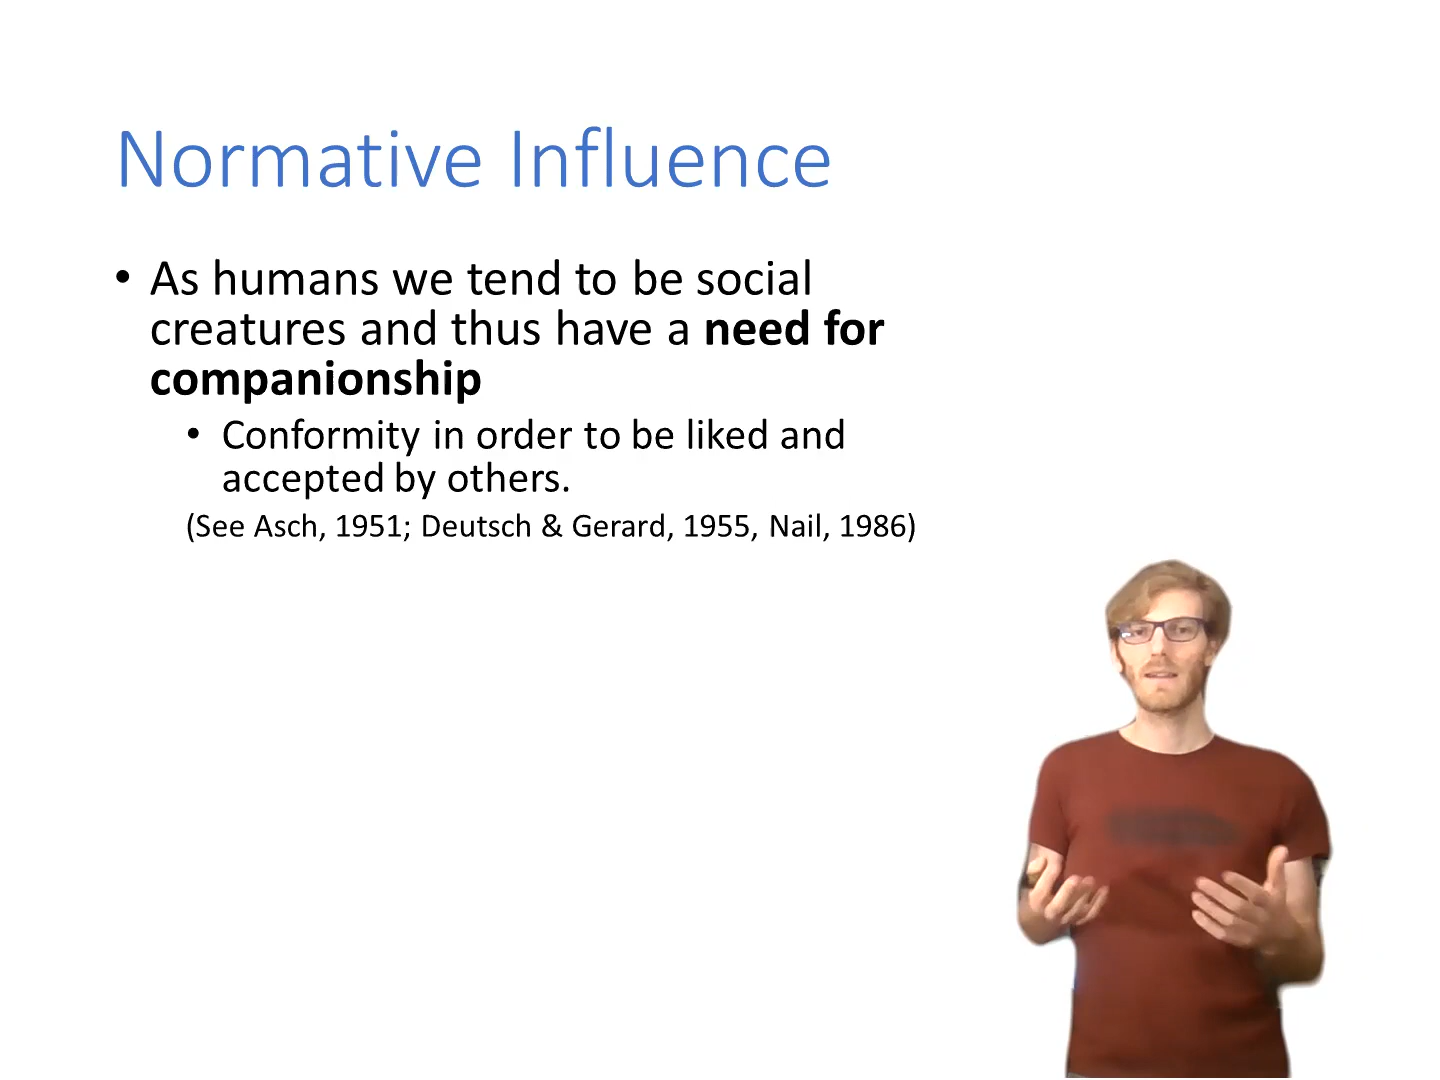 Normative Influence
• As humans we tend to be social
creatures and thus have a need for
companionship
• Conformity in order to be liked and
accepted by others.
(See Asch, 1951; Deutsch & Gerard, 1955, Nail, 1986)